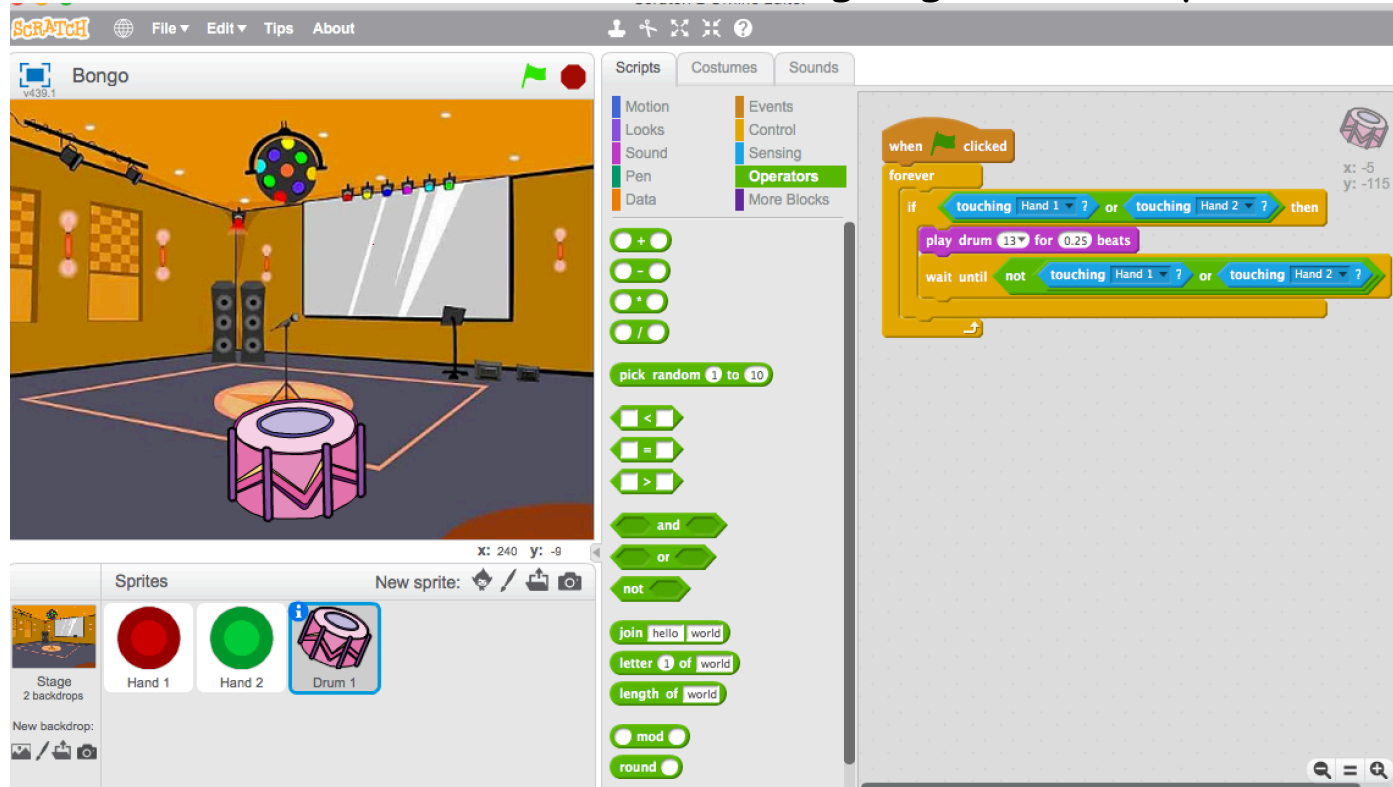 SCRATCH File Edit Tips About
Bongo
v439.1
Scripts Costumes Sounds
Motion Events
Looks Control
Sound Sensing
Pen Operators
Data More Blocks
+
-
*
/
pick random 1 to 10
<
=
>
and
or
not
join hello world
letter 1 of world
length of world
mod
round
when clicked
forever
if touching Hand 1 ? or touching Hand 2 ? then
play drum 13 for 0.25 beats
wait until not touching Hand 1 ? or touching Hand 2 ?
x: -5
y: -115
X: 240 y: -9
Sprites New sprite:
Stage
2 backdrops
New backdrop:
Hand 1 Hand 2 Drum 1